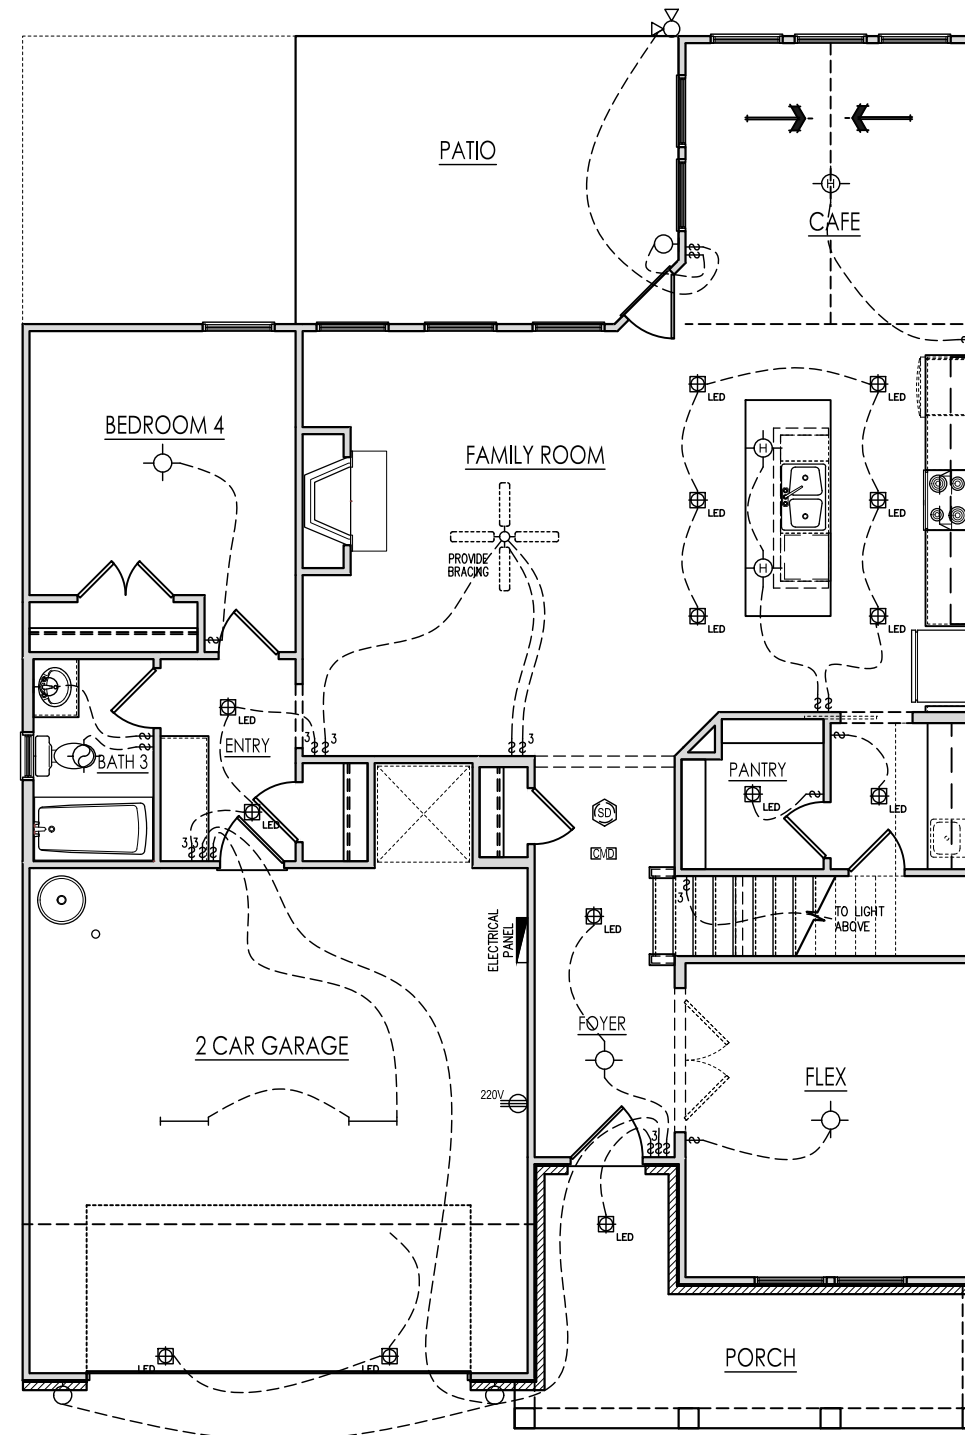 PATIO
CAFE
H
BEDROOM 4
FAMILY ROOM
PROVIDE
BRACING
LED
LED
LED
LED
LED
LED
H
H
LED
ENTRY
BATH 3
3
3
3
PANTRY
LED
LED
LED
3
3
SD
CMD
LED
3
TO LIGHT
ABOVE
ELECTRICAL
PANEL
FOYER
2 CAR GARAGE
220V
FLEX
3
LED
LED
LED
PORCH